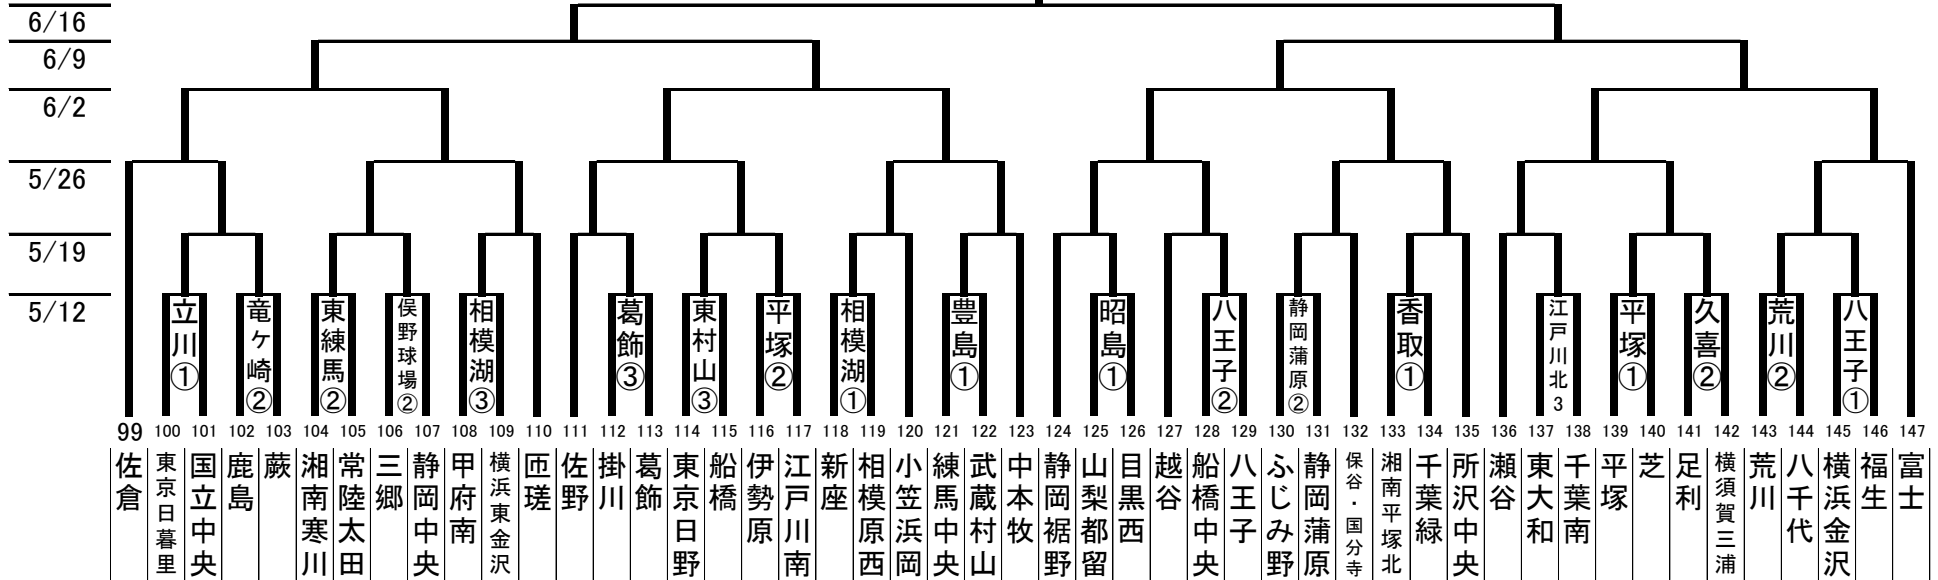 6/16
6/9
6/2
5/26
5/19
5/12
立川①
竜ヶ崎②
東練馬②
俣野球場②
相模湖③
葛飾③
東村山③
平塚②
相模湖①
豊島①
昭島①
八王子②
静岡蒲原②
香取①
江戸川北3
平塚①
久喜②
荒川②
八王子①
99 100 101 102 103 104 105 106 107 108 109 110 111 112 113 114 115 116 117 118 119 120 121 122 123 124 125 126 127 128 129 130 131 132 133 134 135 136 137 138 139 140 141 142 143 144 145 146 147
佐倉
東京日暮里
国立中央
鹿島
蕨
湘南寒川
常陸太田
三郷
静岡中央
甲府南
横浜東金沢
匝瑳
佐野
掛川
葛飾
東京日野
船橋
伊勢原
江戸川南
新座
相模原西
小笠浜岡
練馬中央
武蔵村山
中本牧
静岡裾野
山梨都留
目黒西
越谷
船橋中央
八王子
ふじみ野
静岡蒲原
保谷・国分寺
湘南平塚北
千葉緑
所沢中央
瀬谷
東大和
千葉南
平塚
芝
足利
横須賀三浦
荒川
八千代
横浜金沢
福生
富士